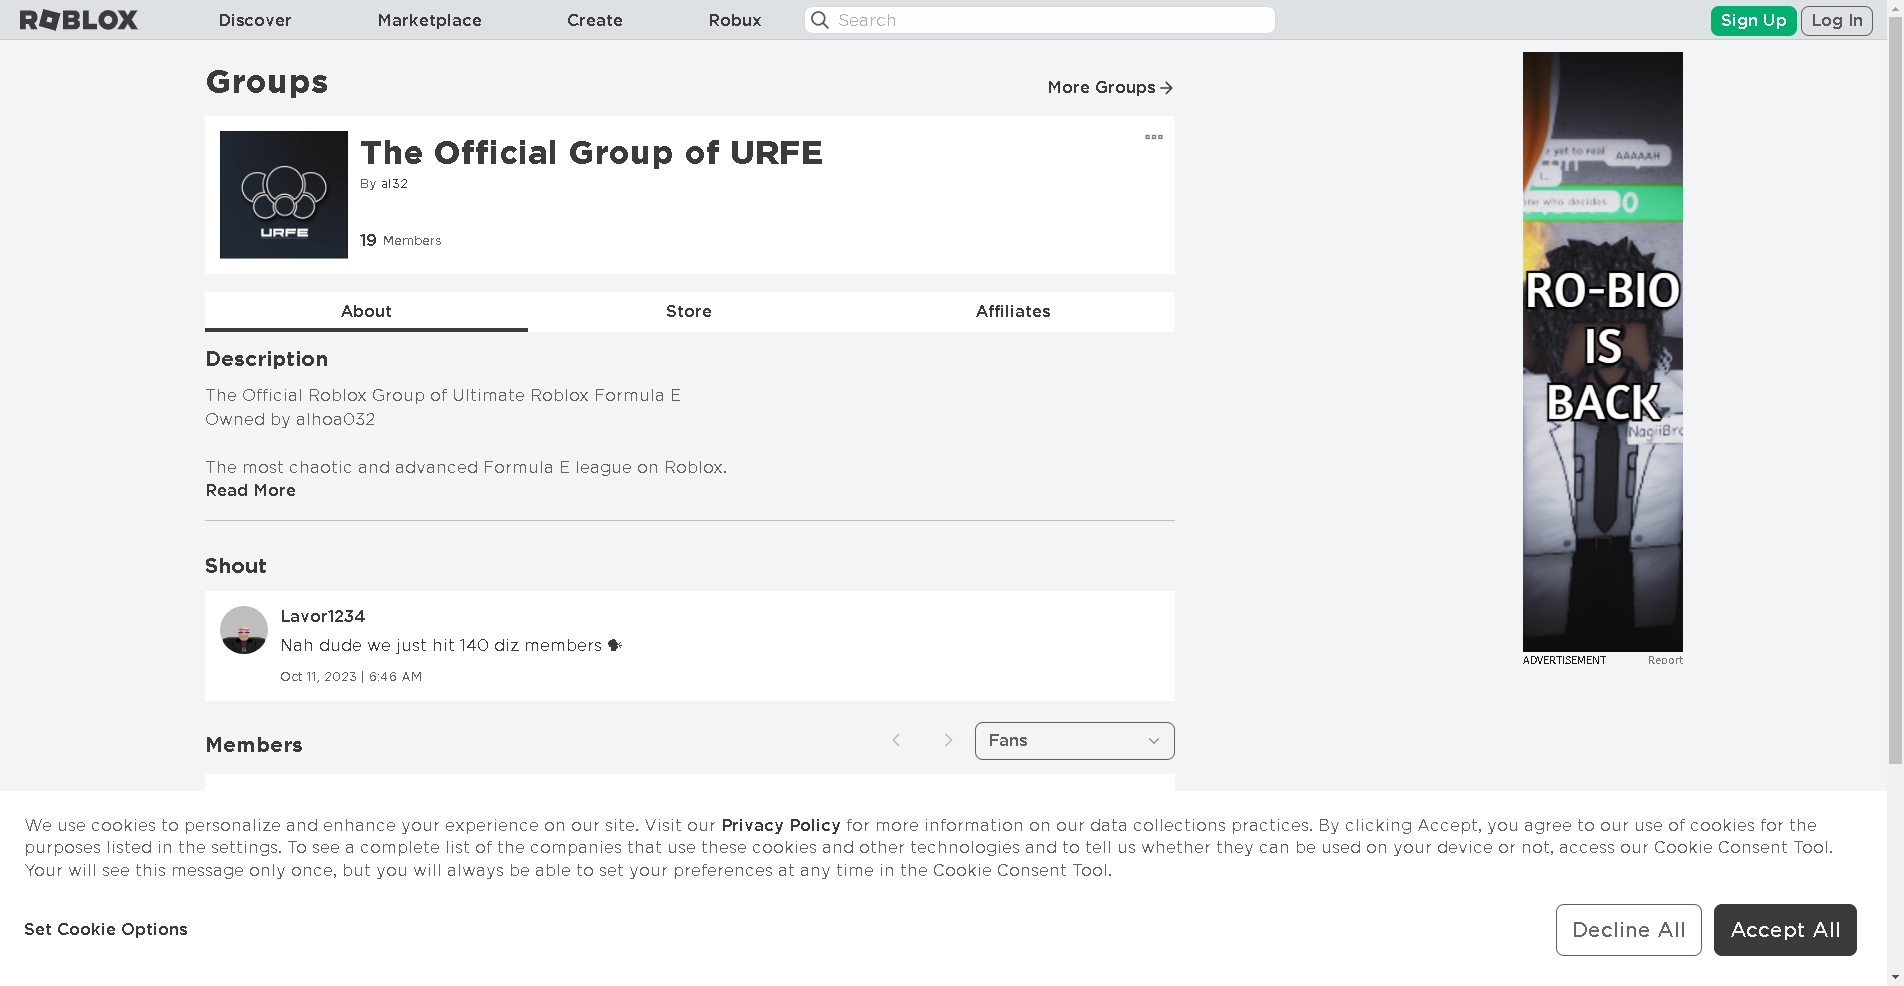 ROBLOX
Discover
Marketplace
Create
Robux
Search
Sign Up
Log In
Groups
More Groups
The Official Group of URFE
By al32
URFE
19 Members
About
Store
Affiliates
Description
The Official Roblox Group of Ultimate Roblox Formula E
Owned by alhoa032
The most chaotic and advanced Formula E league on Roblox.
Read More
Shout
Lavor1234
Nah dude we just hit 140 diz members 🗣
Oct 11, 2023 | 6:46 AM
Members
Fans
yet to real
AAAAAH
one who decides..
0
RO-BIO
IS
BACK
ADVERTISEMENT
Report
We use cookies to personalize and enhance your experience on our site. Visit our Privacy Policy for more information on our data collections practices. By clicking Accept, you agree to our use of cookies for the
purposes listed in the settings. To see a complete list of the companies that use these cookies and other technologies and to tell us whether they can be used on your device or not, access our Cookie Consent Tool.
Your will see this message only once, but you will always be able to set your preferences at any time in the Cookie Consent Tool.
Set Cookie Options
Decline All
Accept All